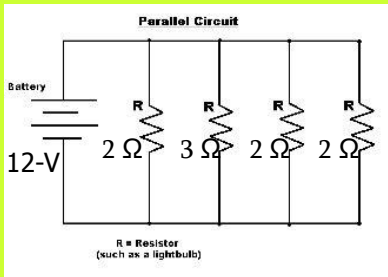 Parallel Circuit
Battery
R R R R
12-V 2 Ω 3 Ω 2 Ω 2 Ω
R = Resistor
(such as a lightbulb)